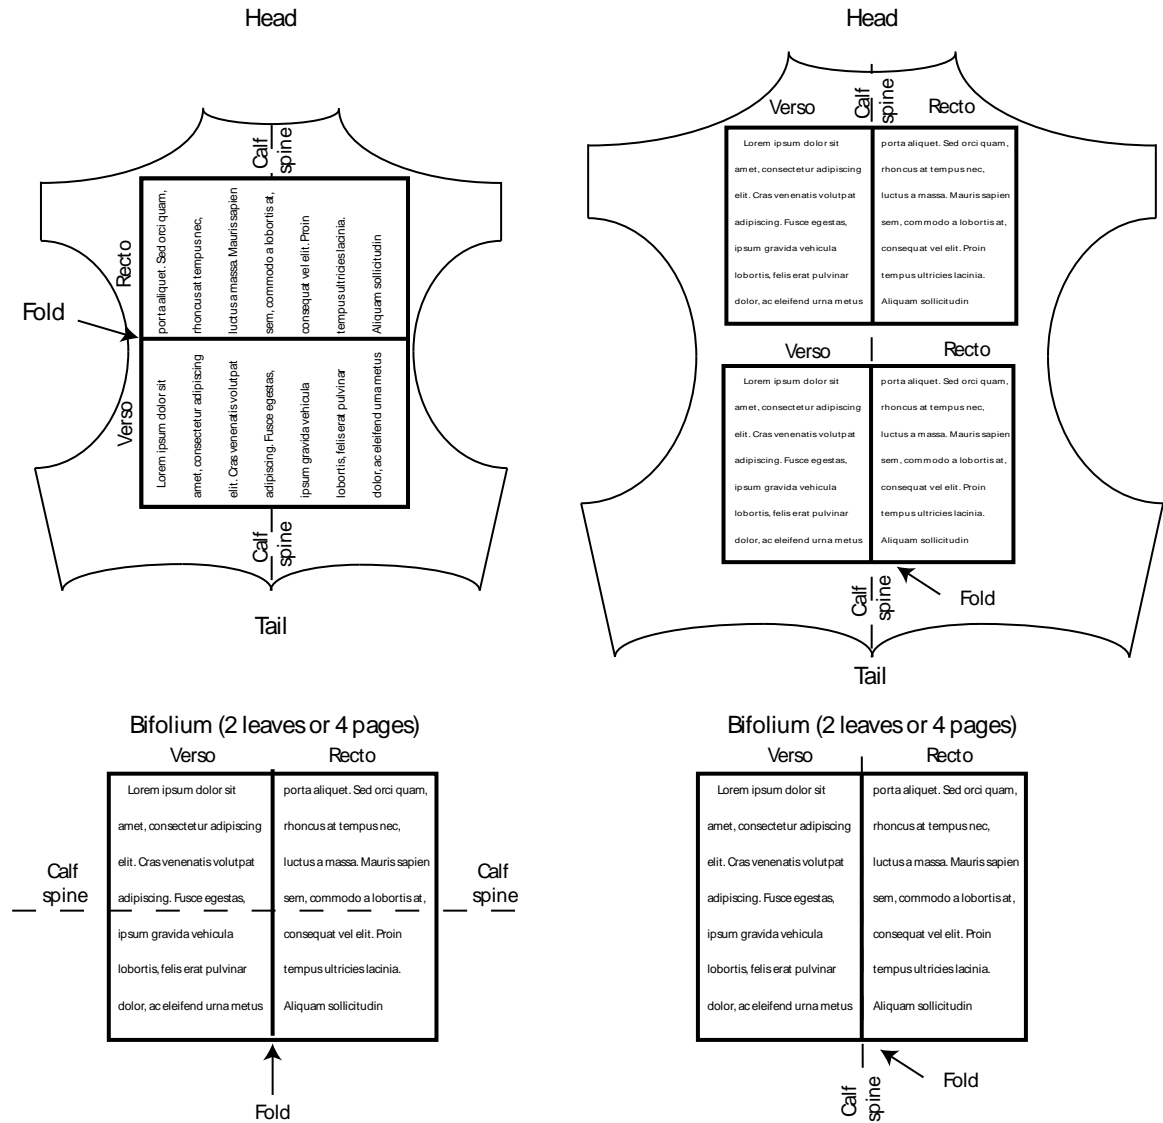 Head
Calf
spine
Recto
porta aliquet. Sed orci quam,
rhoncus at tempus nec,
luctus a massa. Mauris sapien
sem, commodo a lobortis at,
consequat vel elit. Proin
tempus ultricies lacinia.
Aliquam sollicitudin
Fold
Verso
Lorem ipsum dolor sit
amet, consectetur adipiscing
elit. Cras venenatis volutpat
adipiscing. Fusce egestas,
ipsum gravida vehicula
lobortis, felis erat pulvinar
dolor, ac eleifend urna metus
Calf
spine
Tail
Head
Verso
Calf
spine
Recto
Lorem ipsum dolor sit
amet, consectetur adipiscing
elit. Cras venenatis volutpat
adipiscing. Fusce egestas,
ipsum gravida vehicula
lobortis, felis erat pulvinar
dolor, ac eleifend urna metus
porta aliquet. Sed orci quam,
rhoncus at tempus nec,
luctus a massa. Mauris sapien
sem, commodo a lobortis at,
consequat vel elit. Proin
tempus ultricies lacinia.
Aliquam sollicitudin
Verso
Recto
Lorem ipsum dolor sit
amet, consectetur adipiscing
elit. Cras venenatis volutpat
adipiscing. Fusce egestas,
ipsum gravida vehicula
lobortis, felis erat pulvinar
dolor, ac eleifend urna metus
porta aliquet. Sed orci quam,
rhoncus at tempus nec,
luctus a massa. Mauris sapien
sem, commodo a lobortis at,
consequat vel elit. Proin
tempus ultricies lacinia.
Aliquam sollicitudin
Fold
Calf
spine
Tail
Bifolium (2 leaves or 4 pages)
Verso
Recto
Lorem ipsum dolor sit
amet, consectetur adipiscing
elit. Cras venenatis volutpat
adipiscing. Fusce egestas,
ipsum gravida vehicula
lobortis, felis erat pulvinar
dolor, ac eleifend urna metus
porta aliquet. Sed orci quam,
rhoncus at tempus nec,
luctus a massa. Mauris sapien
sem, commodo a lobortis at,
consequat vel elit. Proin
tempus ultricies lacinia.
Aliquam sollicitudin
Calf
spine
Calf
spine
Fold
Bifolium (2 leaves or 4 pages)
Verso
Recto
Lorem ipsum dolor sit
amet, consectetur adipiscing
elit. Cras venenatis volutpat
adipiscing. Fusce egestas,
ipsum gravida vehicula
lobortis, felis erat pulvinar
dolor, ac eleifend urna metus
porta aliquet. Sed orci quam,
rhoncus at tempus nec,
luctus a massa. Mauris sapien
sem, commodo a lobortis at,
consequat vel elit. Proin
tempus ultricies lacinia.
Aliquam sollicitudin
Fold
Calf
spine